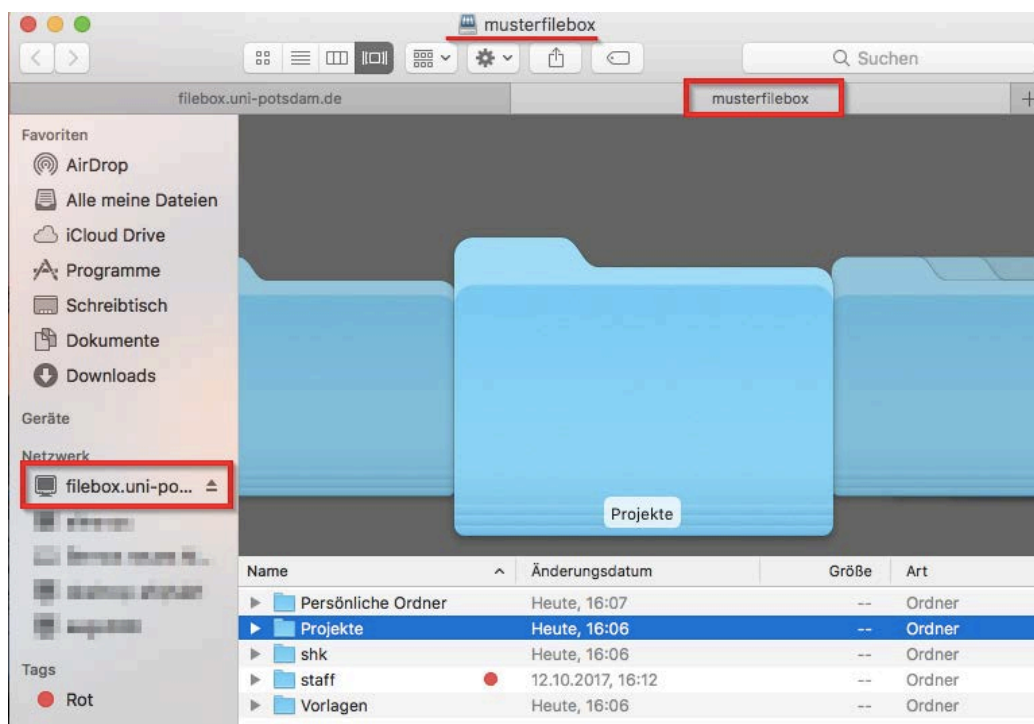 musterfilebox
Suchen
filebox.uni-potsdam.de
musterfilebox
Favoriten
AirDrop
Alle meine Dateien
iCloud Drive
Programme
Schreibtisch
Dokumente
Downloads
Geräte
Netzwerk
filebox.uni-po...
Tags
Rot
Projekte
Name Änderungsdatum Größe Art
Persönliche Ordner Heute, 16:07 -- Ordner
Projekte Heute, 16:06 -- Ordner
shk Heute, 16:06 -- Ordner
staff 12.10.2017, 16:12 -- Ordner
Vorlagen Heute, 16:06 -- Ordner